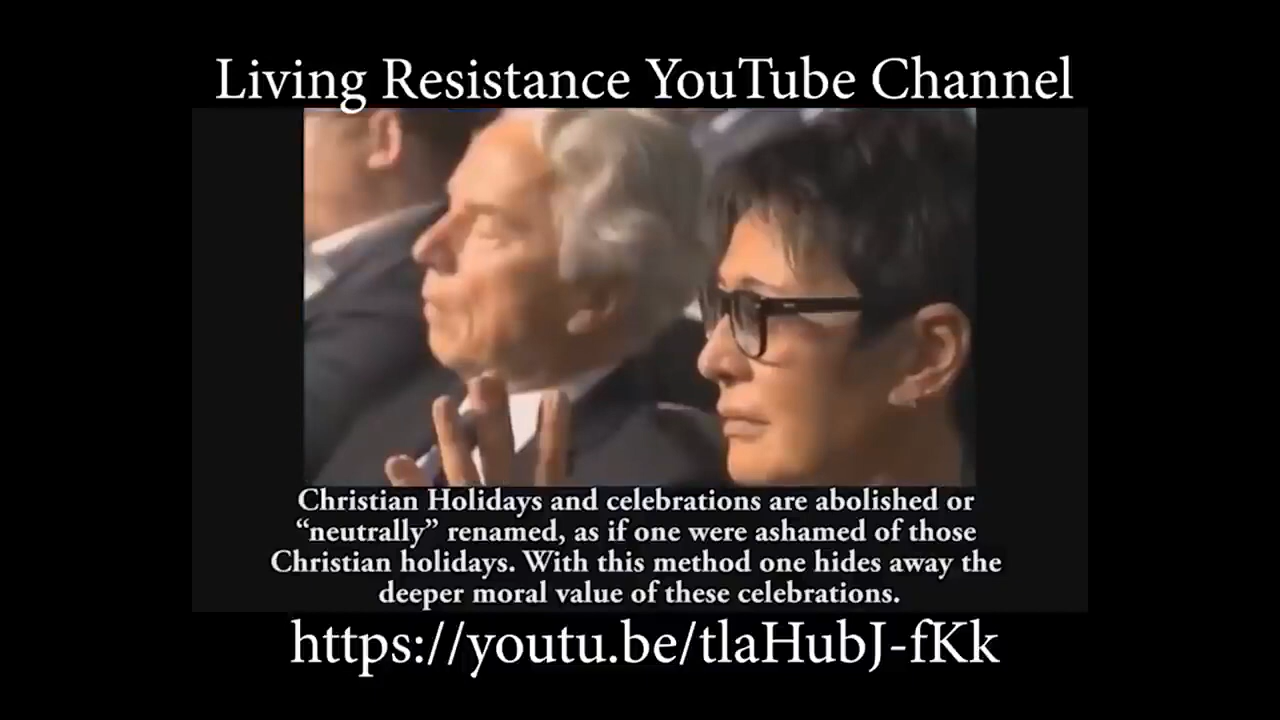 Living Resistance YouTube Channel
Christian Holidays and celebrations are abolished or
“neutrally” renamed, as if one were ashamed of those
Christian holidays. With this method one hides away the
deeper moral value of these celebrations.
https://youtu.be/tlaHubJ-fKk